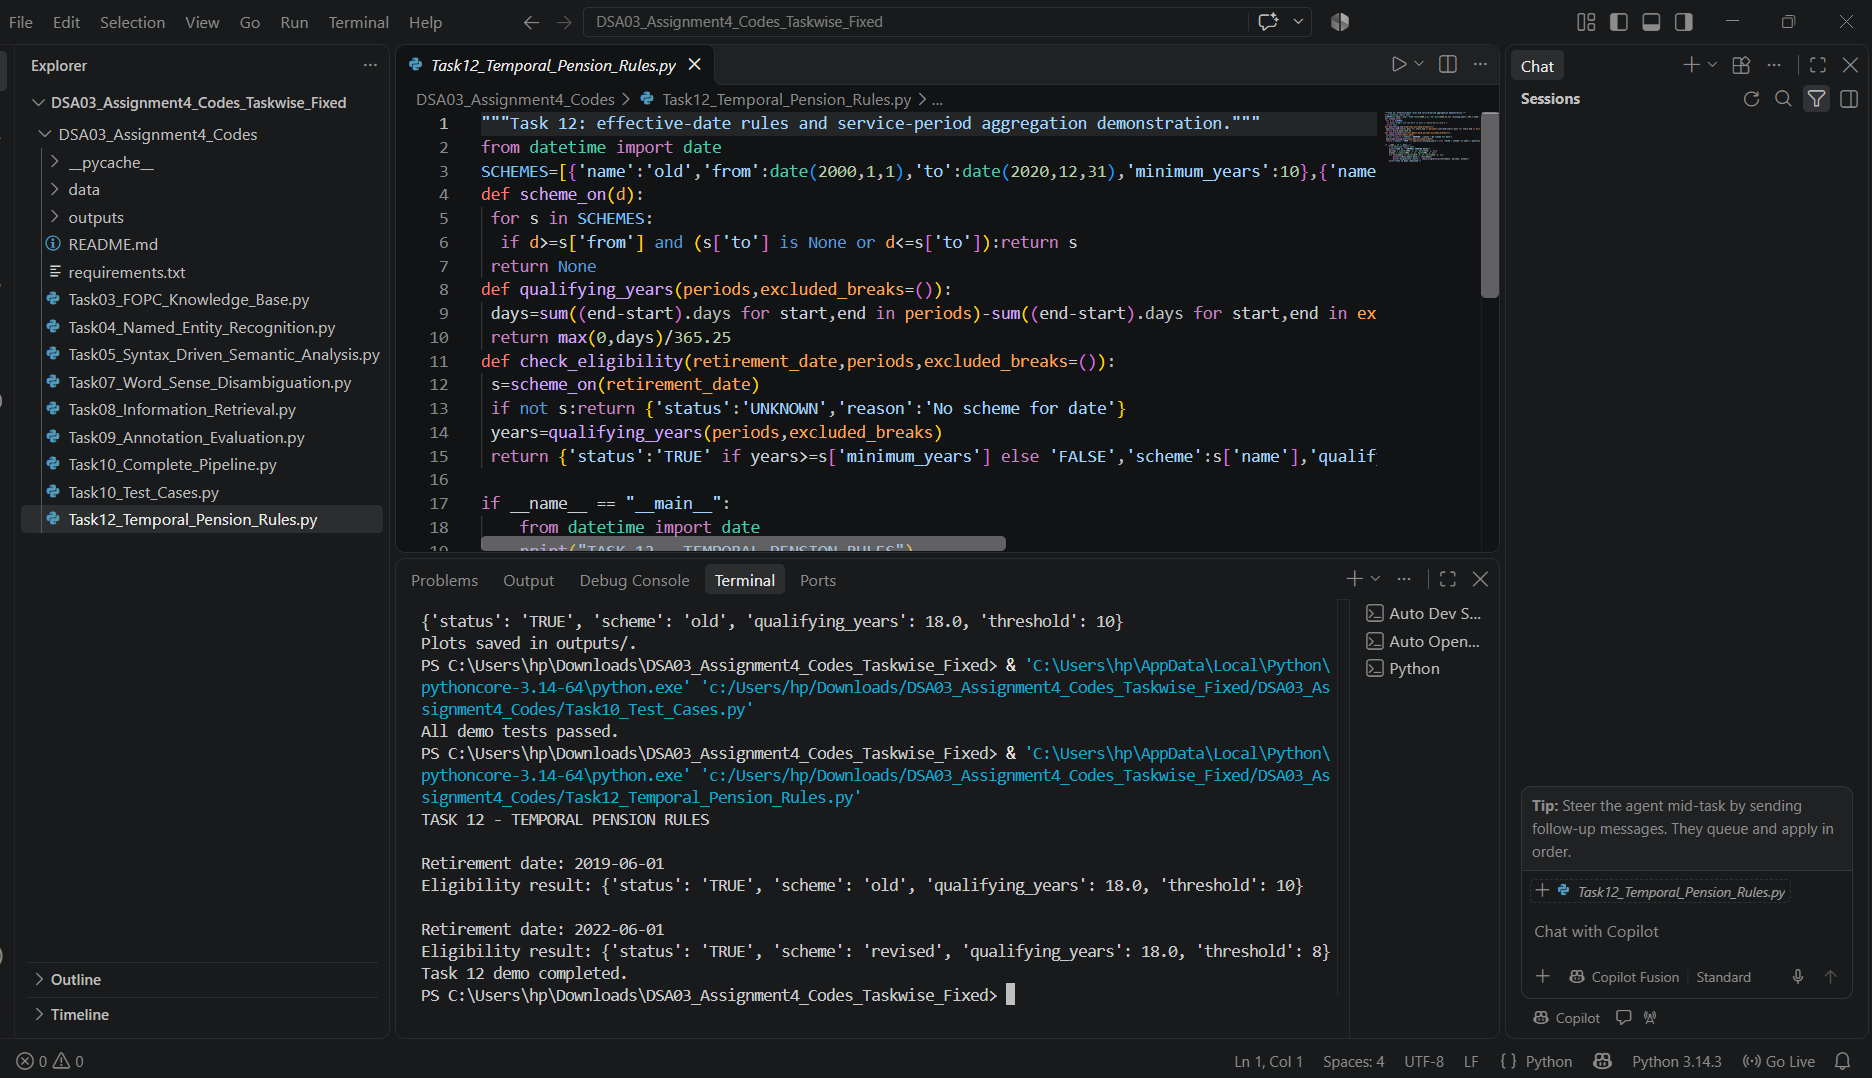 File Edit Selection View Go Run Terminal Help
DSA03_Assignment4_Codes_Taskwise_Fixed
Explorer
DSA03_Assignment4_Codes_Taskwise_Fixed
DSA03_Assignment4_Codes
__pycache__
data
outputs
README.md
requirements.txt
Task03_FOPC_Knowledge_Base.py
Task04_Named_Entity_Recognition.py
Task05_Syntax_Driven_Semantic_Analysis.py
Task07_Word_Sense_Disambiguation.py
Task08_Information_Retrieval.py
Task09_Annotation_Evaluation.py
Task10_Complete_Pipeline.py
Task10_Test_Cases.py
Task12_Temporal_Pension_Rules.py
Outline
Timeline
Task12_Temporal_Pension_Rules.py
DSA03_Assignment4_Codes > Task12_Temporal_Pension_Rules.py > ...
1 """Task 12: effective-date rules and service-period aggregation demonstration."""
2 from datetime import date
3 SCHEMES=[{'name':'old','from':date(2000,1,1),'to':date(2020,12,31),'minimum_years':10},{'name
4 def scheme_on(d):
5 for s in SCHEMES:
6 if d>=s['from'] and (s['to'] is None or d<=s['to']):return s
7 return None
8 def qualifying_years(periods,excluded_breaks=()):
9 days=sum((end-start).days for start,end in periods)-sum((end-start).days for start,end in ex
10 return max(0,days)/365.25
11 def check_eligibility(retirement_date,periods,excluded_breaks=()):
12 s=scheme_on(retirement_date)
13 if not s:return {'status':'UNKNOWN','reason':'No scheme for date'}
14 years=qualifying_years(periods,excluded_breaks)
15 return {'status':'TRUE' if years>=s['minimum_years'] else 'FALSE','scheme':s['name'],'qualif
16
17 if __name__ == "__main__":
18 from datetime import date
19 print("TASK 12 - TEMPORAL PENSION RULES")
Problems Output Debug Console Terminal Ports
{'status': 'TRUE', 'scheme': 'old', 'qualifying_years': 18.0, 'threshold': 10}
Plots saved in outputs/.
PS C:\Users\hp\Downloads\DSA03_Assignment4_Codes_Taskwise_Fixed> & 'C:\Users\hp\AppData\Local\Python\
pythoncore-3.14-64\python.exe' 'c:/Users/hp/Downloads/DSA03_Assignment4_Codes_Taskwise_Fixed/DSA03_As
signment4_Codes/Task10_Test_Cases.py'
All demo tests passed.
PS C:\Users\hp\Downloads\DSA03_Assignment4_Codes_Taskwise_Fixed> & 'C:\Users\hp\AppData\Local\Python\
pythoncore-3.14-64\python.exe' 'c:/Users/hp/Downloads/DSA03_Assignment4_Codes_Taskwise_Fixed/DSA03_As
signment4_Codes/Task12_Temporal_Pension_Rules.py'
TASK 12 - TEMPORAL PENSION RULES
Retirement date: 2019-06-01
Eligibility result: {'status': 'TRUE', 'scheme': 'old', 'qualifying_years': 18.0, 'threshold': 10}
Retirement date: 2022-06-01
Eligibility result: {'status': 'TRUE', 'scheme': 'revised', 'qualifying_years': 18.0, 'threshold': 8}
Task 12 demo completed.
PS C:\Users\hp\Downloads\DSA03_Assignment4_Codes_Taskwise_Fixed>
Auto Dev S...
Auto Open...
Python
Chat
Sessions
Tip: Steer the agent mid-task by sending
follow-up messages. They queue and apply in
order.
Task12_Temporal_Pension_Rules.py
Chat with Copilot
Copilot Fusion Standard
Copilot
0 0
Ln 1, Col 1 Spaces: 4 UTF-8 LF {} Python Python 3.14.3 Go Live